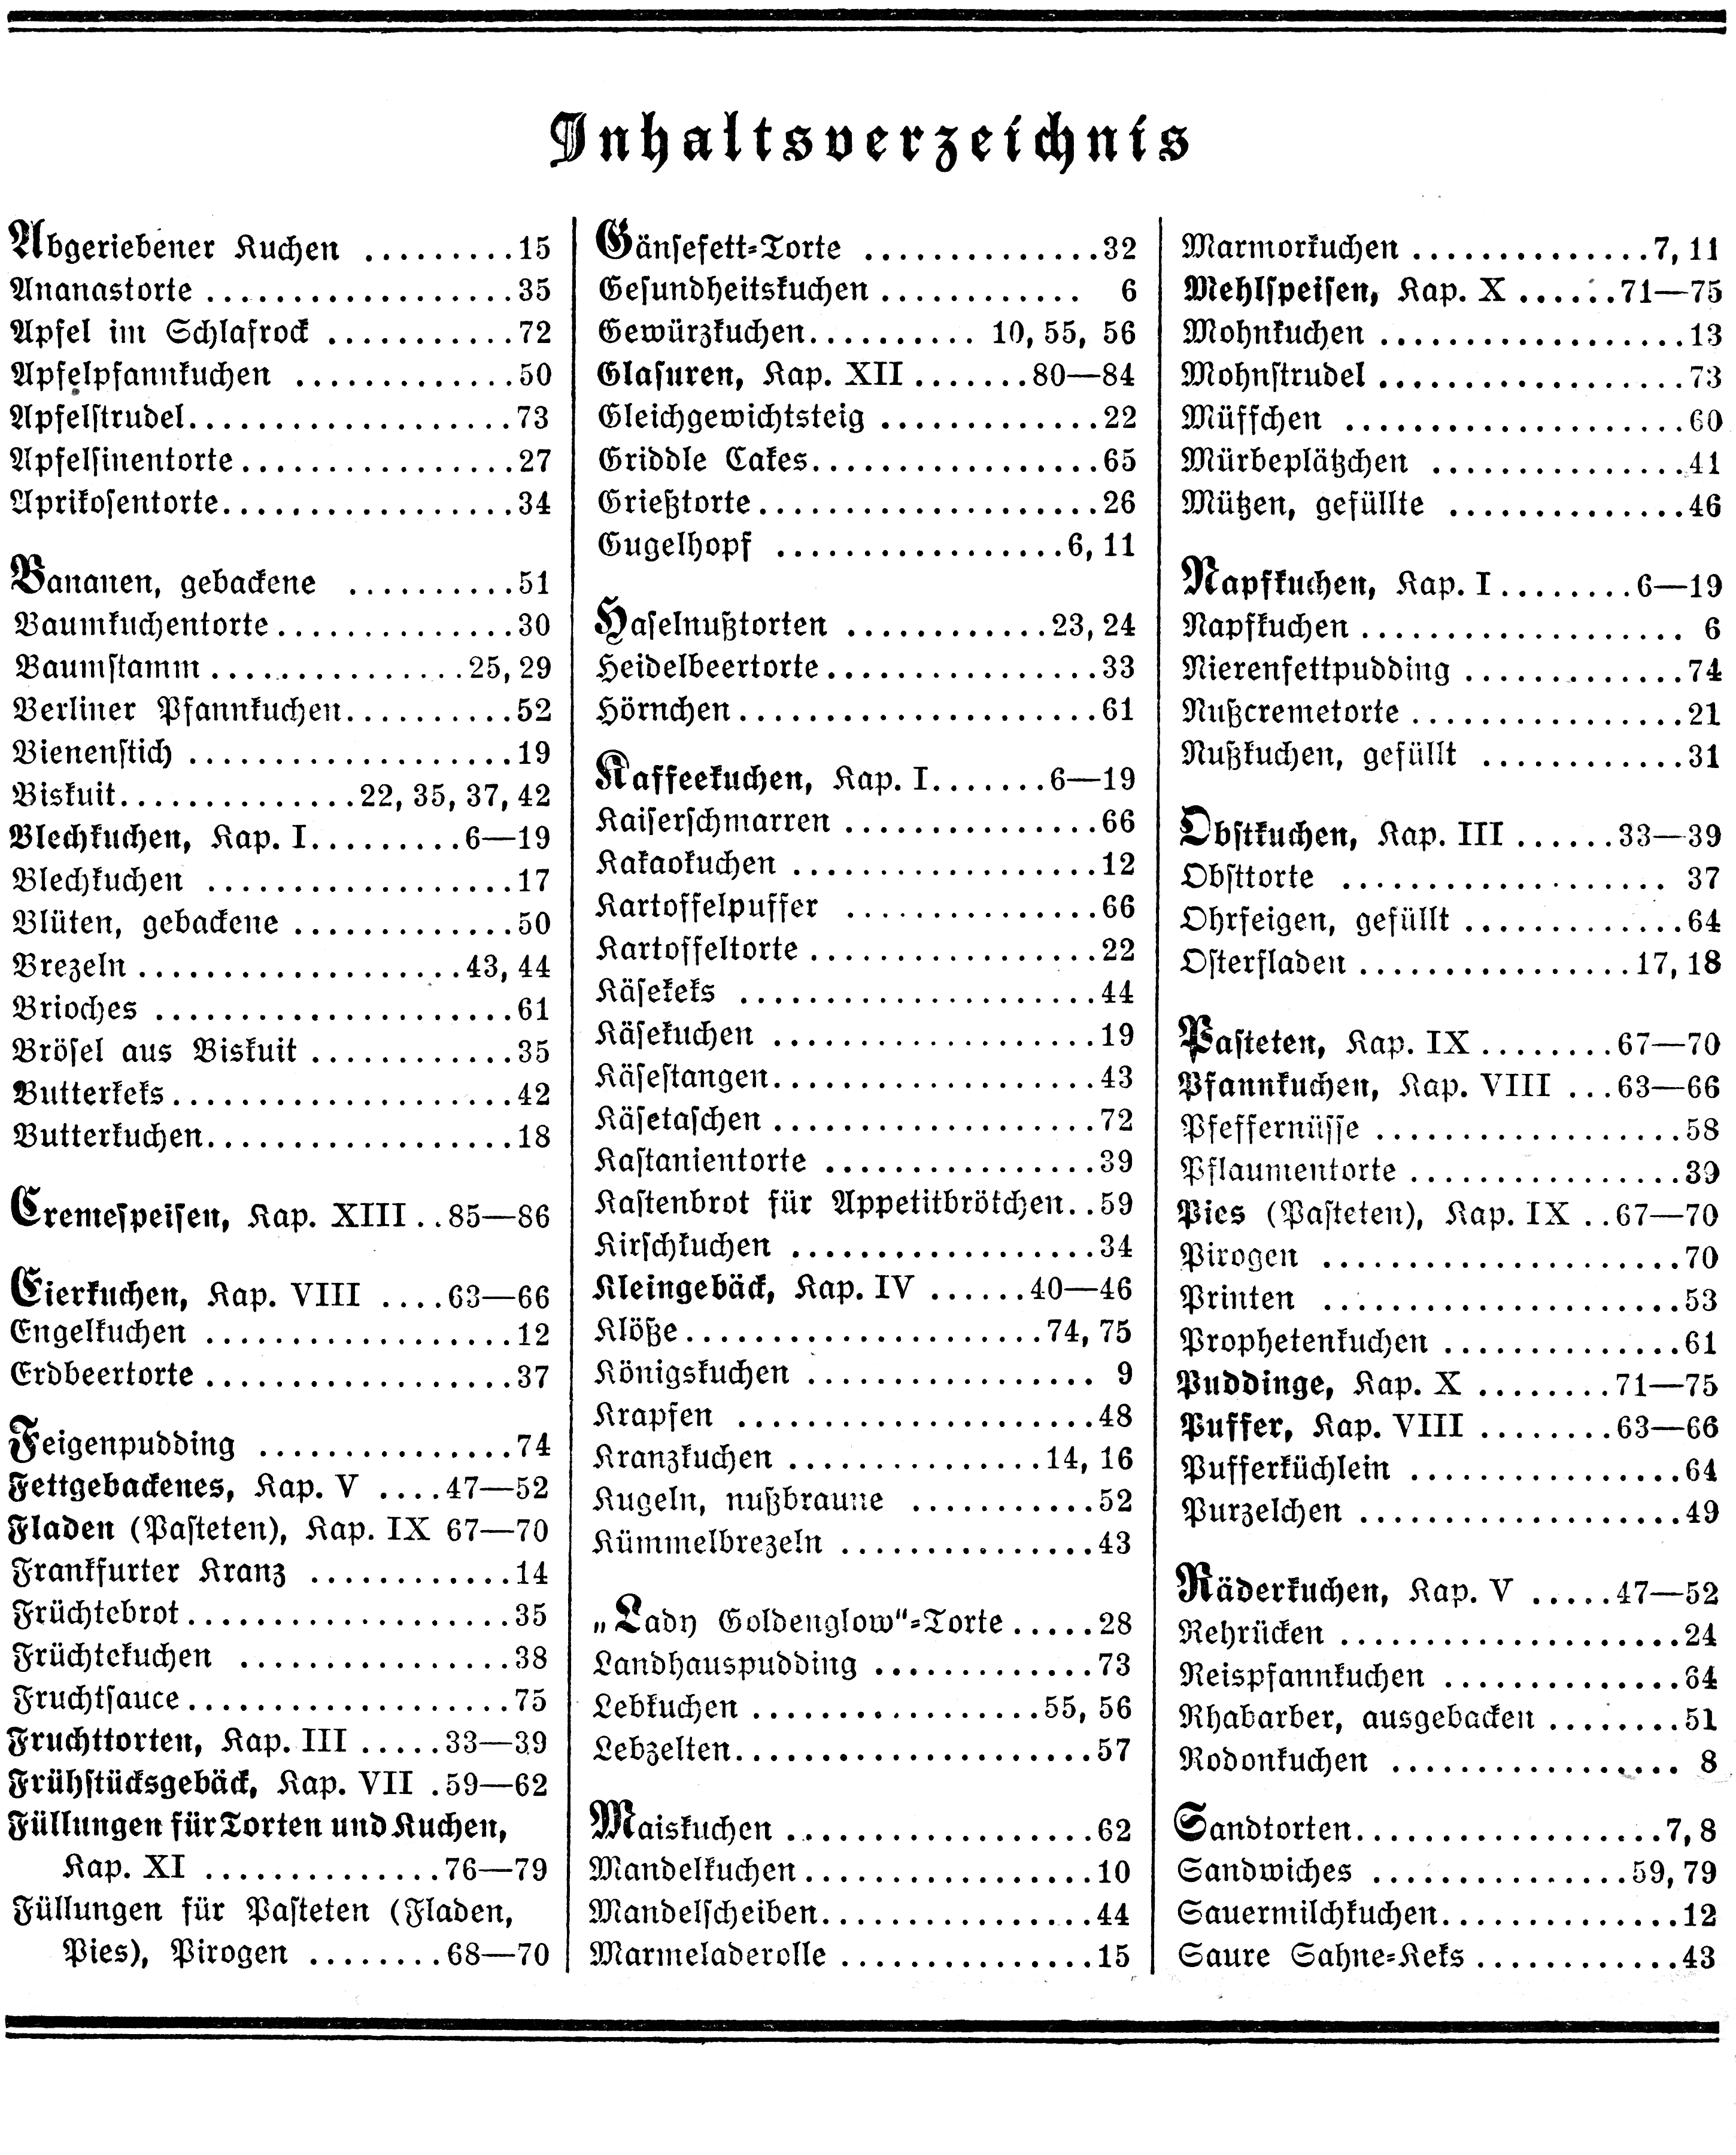 Inhaltsverzeichnis
Abgeriebener Kuchen .........15
Ananastorte ..................35
Apfel im Schlafrock ...........72
Apfelpfannkuchen .............50
Apfelstrudel...................73
Apfelsinentorte................27
Aprikosentorte.................34
Bananen, gebackene ..........51
Baumkuchentorte..............30
Baumstamm...............25, 29
Berliner Pfannkuchen..........52
Bienenstich ...................19
Biskuit..............22, 35, 37, 42
Blechkuchen, Kap. I.........6—19
Blechkuchen ..................17
Blüten, gebackene .............50
Brezeln ...................43, 44
Brioches .....................61
Brösel aus Biskuit ............35
Butterkeks....................42
Butterkuchen..................18
Cremespeisen, Kap. XIII ..85—86
Eierkuchen, Kap. VIII ....63—66
Engelkuchen ..................12
Erdbeertorte ..................37
Feigenpudding ...............74
Fettgebackenes, Kap. V ....47—52
Fladen (Pasteten), Kap. IX 67—70
Frankfurter Kranz ............14
Früchtebrot...................35
Früchtekuchen ................38
Fruchtsauce...................75
Fruchttorten, Kap. III .....33—39
Frühstücksgebäck, Kap. VII .59—62
Füllungen für Torten und Kuchen,
Kap. XI ..............76—79
Füllungen für Pasteten (Fladen,
Pies), Pirogen ........68—70
Gänsefett-Torte ..............32
Gesundheitskuchen ............ 6
Gewürzkuchen.......... 10, 55, 56
Glasuren, Kap. XII.......80—84
Gleichgewichtsteig .............22
Griddle Cakes.................65
Grießtorte....................26
Gugelhopf .................6, 11
Haselnußtorten ............23, 24
Heidelbeertorte................33
Hörnchen.....................61
Kaffeekuchen, Kap. I.......6—19
Kaiserschmarren ...............66
Kakaokuchen ..................12
Kartoffelpuffer ...............66
Kartoffeltorte .................22
Käsekeks .....................44
Käsekuchen ...................19
Käsestangen...................43
Käsetaschen ...................72
Kastanientorte ................39
Kastenbrot für Appetitbrötchen..59
Kirschkuchen ..................34
Kleingebäck, Kap. IV ......40—46
Klöße.....................74, 75
Königskuchen .................. 9
Krapfen .....................48
Kranzkuchen ...............14, 16
Kugeln, nußbraune ...........52
Kümmelbrezeln ...............43
„Lady Goldenglow“-Torte.....28
Landhauspudding .............73
Lebkuchen .................55, 56
Lebzelten.....................57
Maiskuchen ..................62
Mandelkuchen.................10
Mandelscheiben................44
Marmeladerolle ...............15
Marmorkuchen ..............7, 11
Mehlspeisen, Kap. X ......71—75
Mohnkuchen ..................13
Mohnstrudel ..................73
Müffchen ....................60
Mürbeplätzchen ...............41
Mützen, gefüllte ..............46
Napfkuchen, Kap. I........6—19
Napfkuchen ................... 6
Nierenfettpudding .............74
Nußcremetorte ................21
Nußkuchen, gefüllt ............31
Obstkuchen, Kap. III ......33—39
Obsttorte ................... 37
Ohrfeigen, gefüllt .............64
Osterfladen ................17, 18
Pasteten, Kap. IX ........67—70
Pfannkuchen, Kap. VIII ...63—66
Pfeffernüsse ..................58
Pflaumentorte ................39
Pies (Pasteten), Kap. IX ..67—70
Pirogen .....................70
Printen .....................53
Prophetenkuchen ..............61
Puddinge, Kap. X ........71—75
Puffer, Kap. VIII ........63—66
Pufferküchlein ................64
Purzelchen ...................49
Räderkuchen, Kap. V .....47—52
Rehrücken ....................24
Reispfannkuchen ..............64
Rhabarber, ausgebacken ........51
Rodonkuchen ................. 8
Sandtorten..................7, 8
Sandwiches ...............59, 79
Sauermilchkuchen..............12
Saure Sahne-Keks ............43